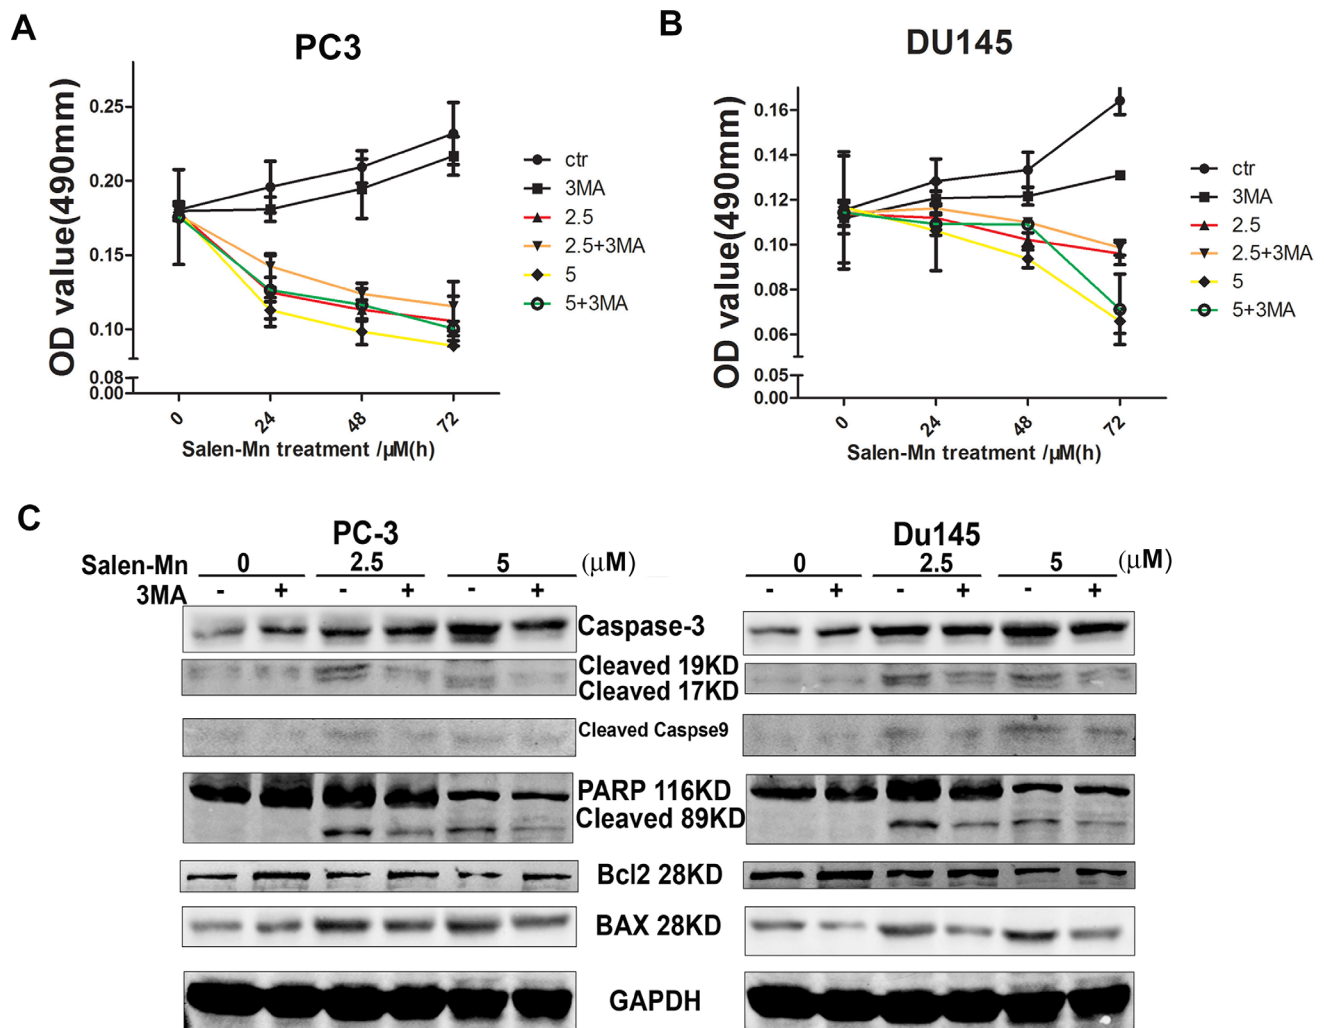 A
PC3
OD value(490mm)
0.25
0.20
0.15
0.10
0.08
0.00
0
24
48
72
Salen-Mn treatment /µM(h)
ctr
3MA
2.5
2.5+3MA
5
5+3MA
B
DU145
OD value(490mm)
0.16
0.14
0.12
0.10
0.08
0.06
0.05
0.00
0
24
48
72
Salen-Mn treatment /µM(h)
ctr
3MA
2.5
2.5+3MA
5
5+3MA
C
PC-3
Du145
Salen-Mn 0 2.5 5 (µM) 0 2.5 5 (µM)
3MA - + - + - + - + - + - +
Caspase-3
Cleaved 19KD
Cleaved 17KD
Cleaved Caspse9
PARP 116KD
Cleaved 89KD
Bcl2 28KD
BAX 28KD
GAPDH